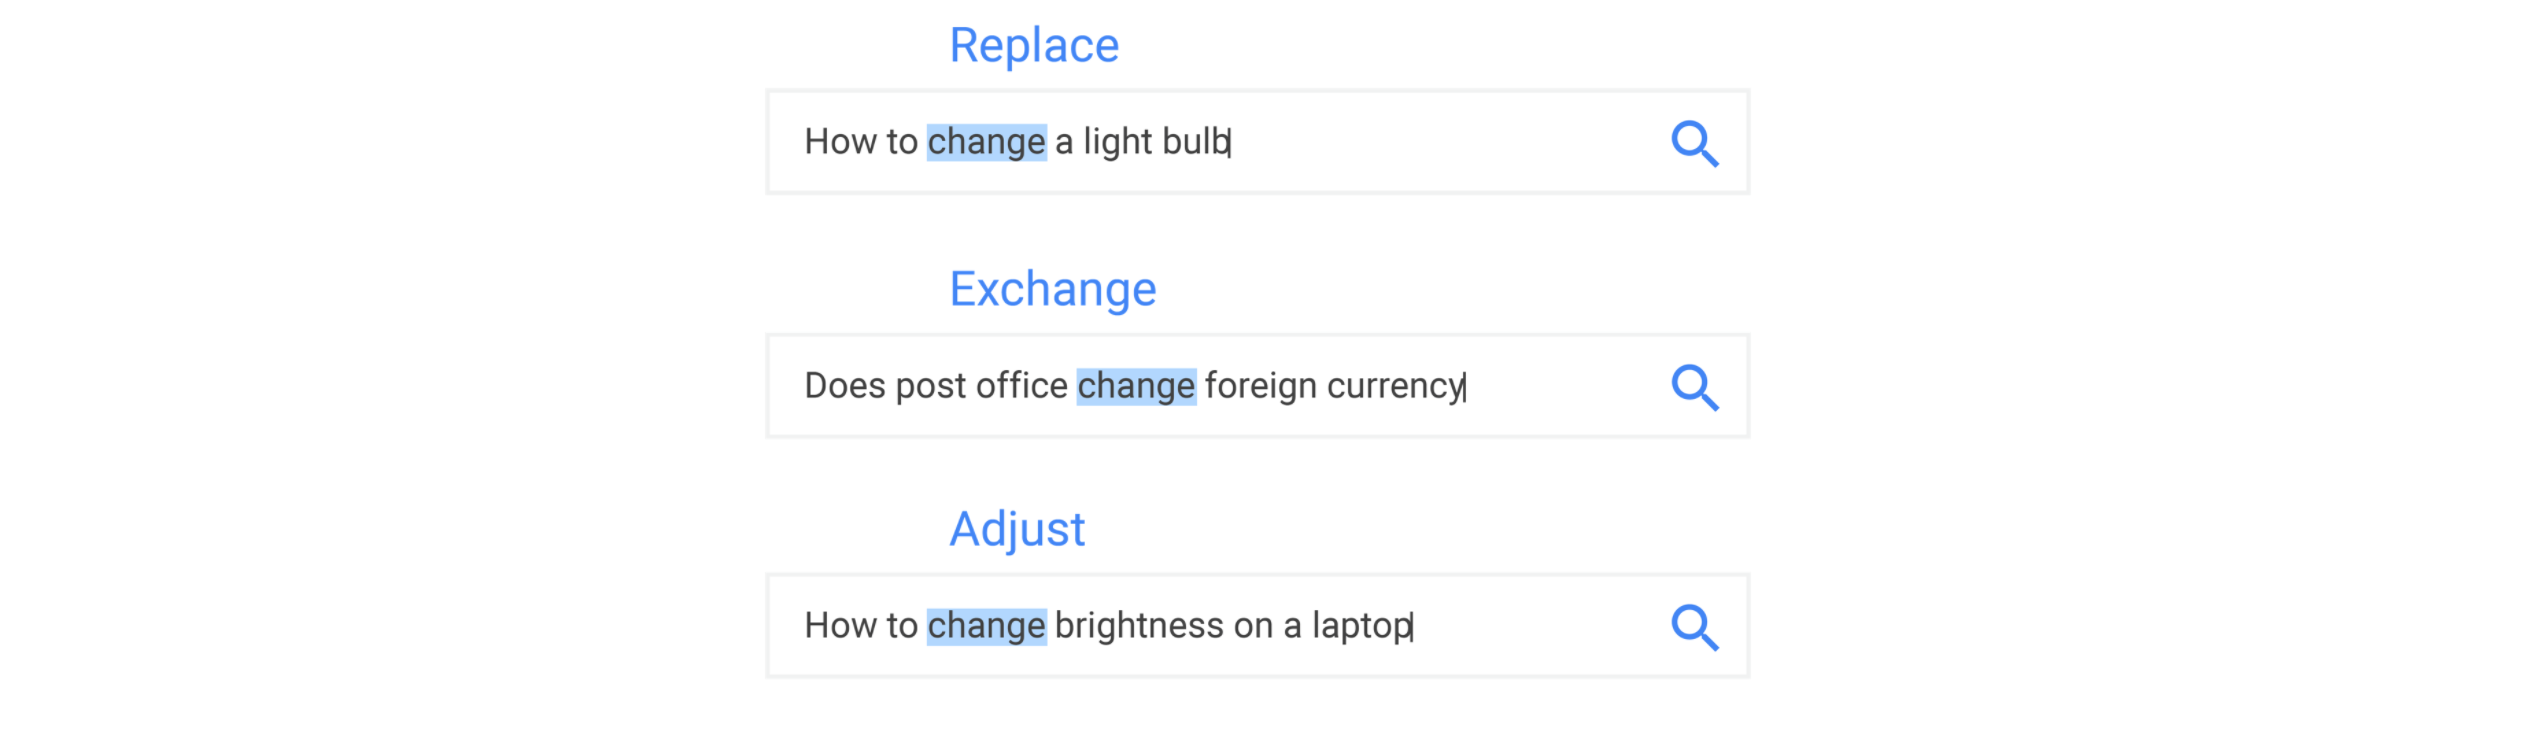 Replace
How to change a light bulb
Exchange
Does post office change foreign currency
Adjust
How to change brightness on a laptop